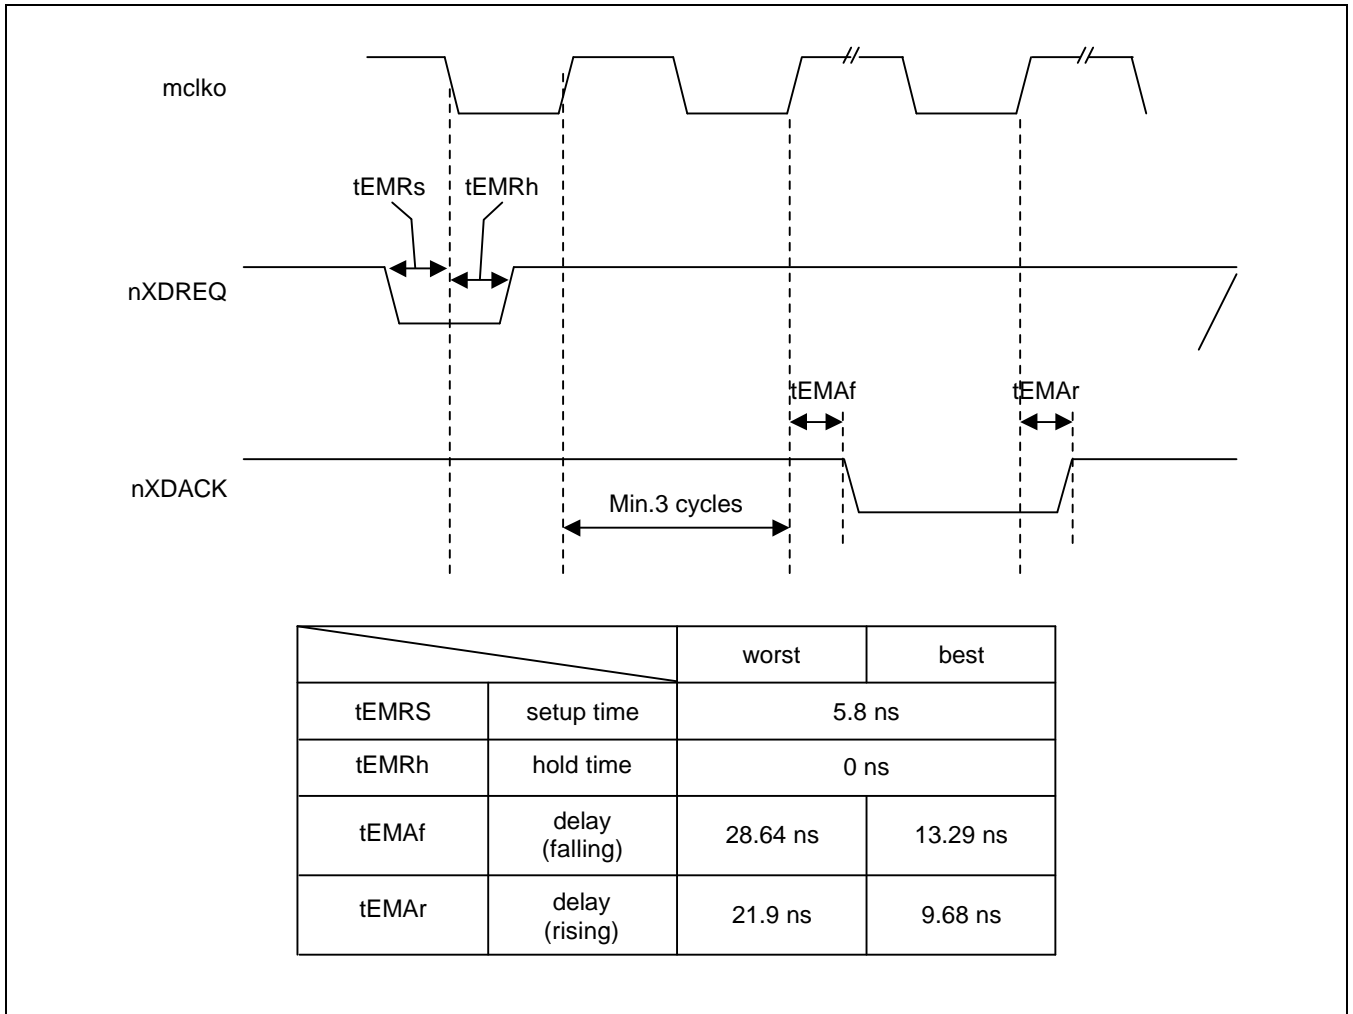 mclko
tEMRs tEMRh
nXDREQ
tEMAf tEMAr
nXDACK
Min.3 cycles
worst best
tEMRS setup time 5.8 ns
tEMRh hold time 0 ns
tEMAf delay (falling) 28.64 ns 13.29 ns
tEMAr delay (rising) 21.9 ns 9.68 ns